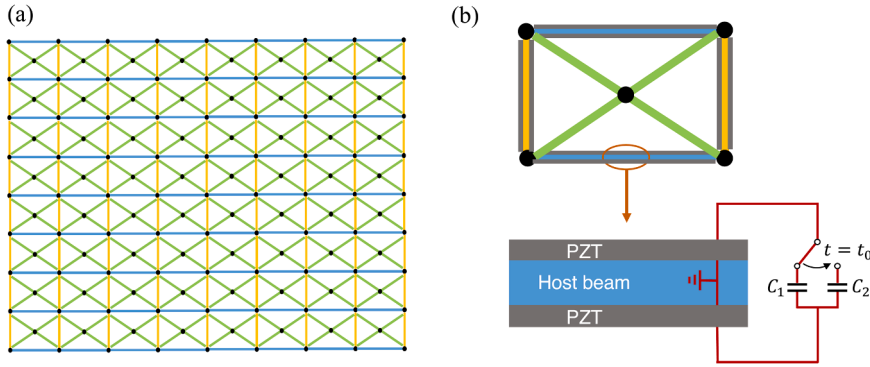 (a)
(b)
PZT
Host beam
PZT
t = t₀
C₁
C₂